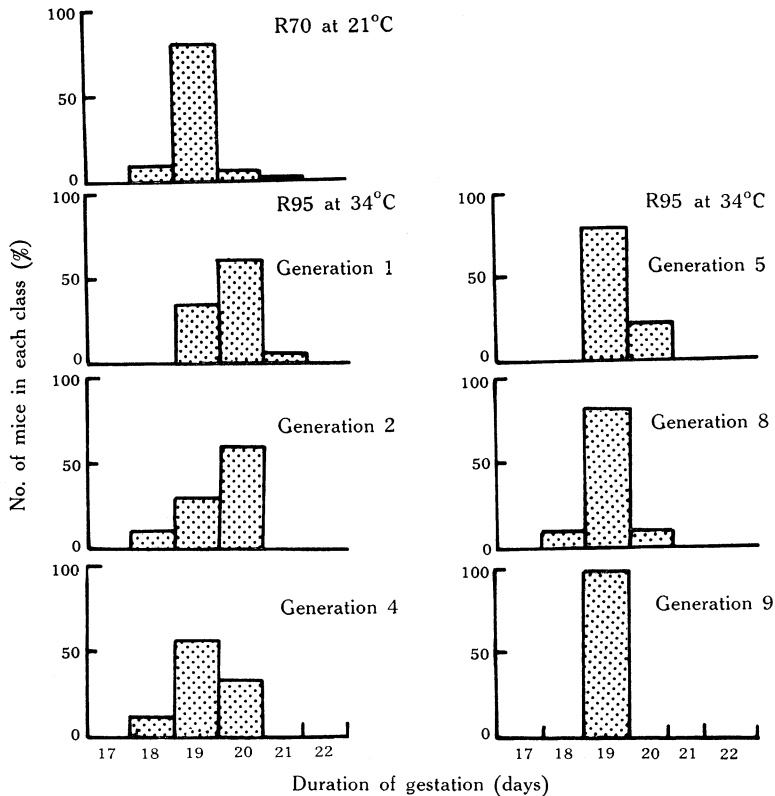 100
50
0
R70 at 21°C
No. of mice in each class (%)
100
50
0
R95 at 34°C
Generation 1
100
50
0
Generation 2
100
50
0
Generation 4
17 18 19 20 21 22
100
50
0
R95 at 34°C
Generation 5
100
50
0
Generation 8
100
50
0
Generation 9
17 18 19 20 21 22
Duration of gestation (days)